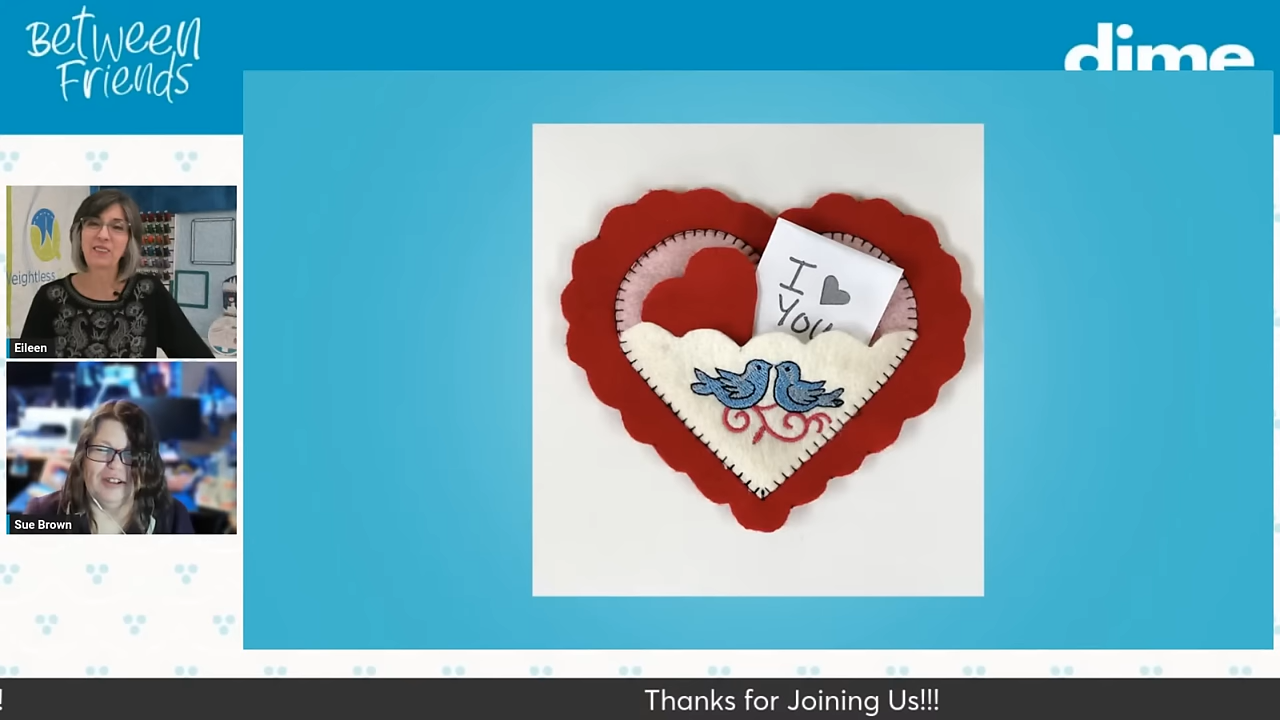 Between
Friends
dime
eightless
Eileen
Sue Brown
I
You
!
Thanks for Joining Us!!!